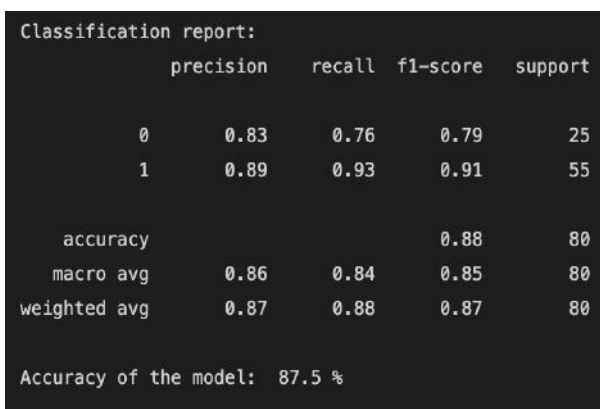 Classification report:
precision recall f1-score support
0 0.83 0.76 0.79 25
1 0.89 0.93 0.91 55
accuracy 0.88 80
macro avg 0.86 0.84 0.85 80
weighted avg 0.87 0.88 0.87 80
Accuracy of the model: 87.5 %